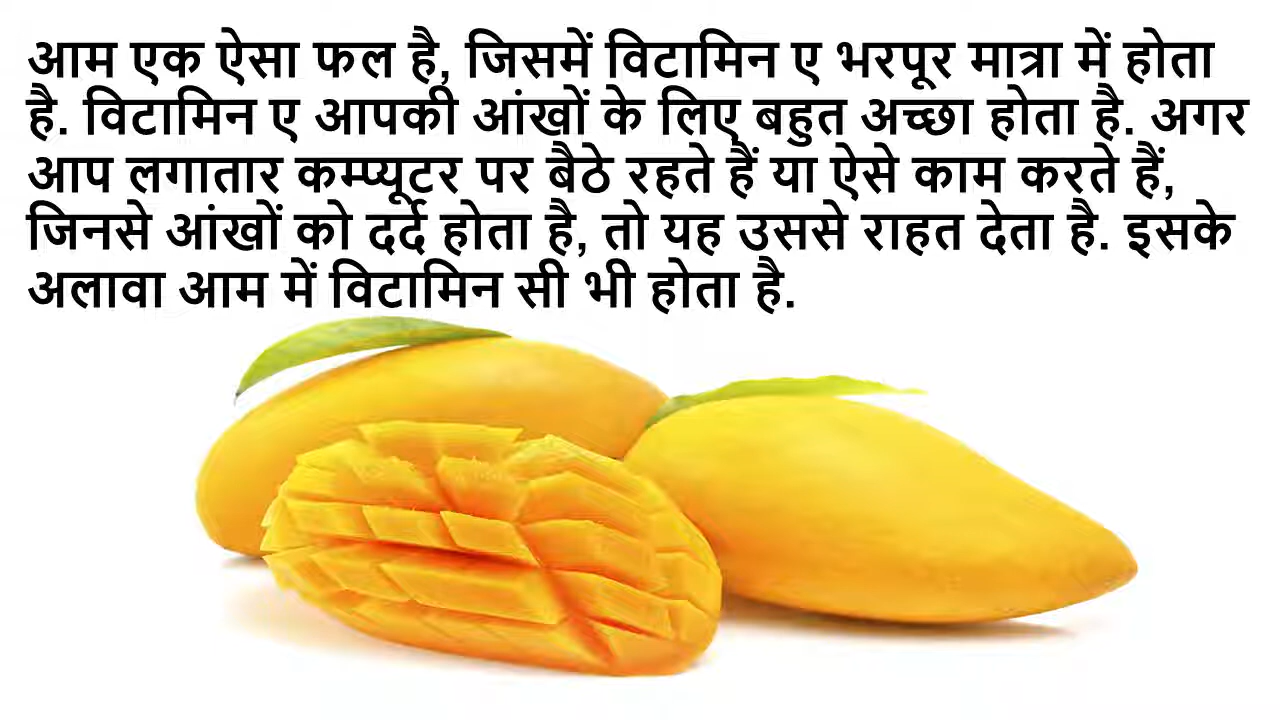 आम एक ऐसा फल है, जिसमें विटामिन ए भरपूर मात्रा में होता
है. विटामिन ए आपकी आंखों के लिए बहुत अच्छा होता है. अगर
आप लगातार कम्प्यूटर पर बैठे रहते हैं या ऐसे काम करते हैं,
जिनसे आंखों को दर्द होता है, तो यह उससे राहत देता है. इसके
अलावा आम में विटामिन सी भी होता है.